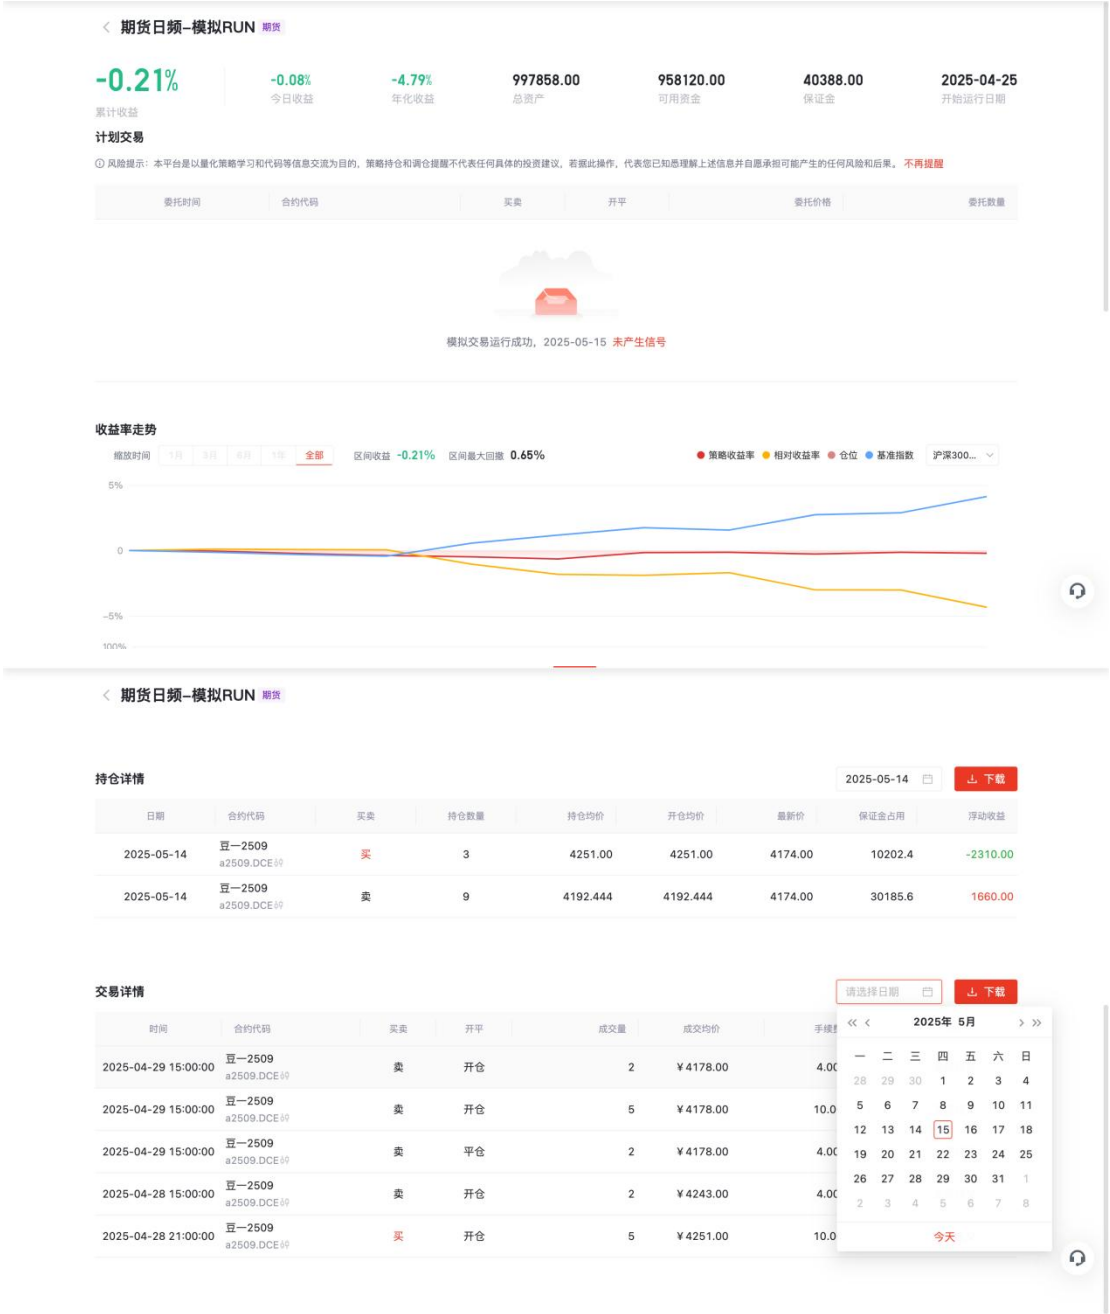 期货日频-模拟RUN 期货
-0.21% -0.08% -4.79% 997858.00 958120.00 40388.00 2025-04-25
累计收益 今日收益 年化收益 总资产 可用资金 保证金 开始运行日期
计划交易
风险提示：本平台是以量化策略学习和代码等信息交流为目的，策略持仓和调仓提醒不代表任何具体的投资建议，若据此操作，代表您已知悉理解上述信息并自愿承担可能产生的任何风险和后果。 不再提醒
委托时间 合约代码 买卖 开平 委托价格 委托数量
模拟交易运行成功，2025-05-15 未产生信号
收益率走势
缩放时间 1月 3月 6月 1年 全部 区间收益 -0.21% 区间最大回撤 0.65% 策略收益率 相对收益率 仓位 基准指数 沪深300...
5%
0
-5%
100%
期货日频-模拟RUN 期货
持仓详情 2025-05-14 下载
日期 合约代码 买卖 持仓数量 持仓均价 开仓均价 最新价 保证金占用 浮动收益
2025-05-14 豆一2509 买 3 4251.00 4251.00 4174.00 10202.4 -2310.00
a2509.DCE
2025-05-14 豆一2509 卖 9 4192.444 4192.444 4174.00 30185.6 1660.00
a2509.DCE
交易详情 请选择日期 下载
时间 合约代码 买卖 开平 成交量 成交均价 手续
2025-04-29 15:00:00 豆一2509 卖 开仓 2 ¥4178.00 4.00
a2509.DCE
2025-04-29 15:00:00 豆一2509 卖 开仓 5 ¥4178.00 10.0
a2509.DCE
2025-04-29 15:00:00 豆一2509 卖 平仓 2 ¥4178.00 4.00
a2509.DCE
2025-04-28 15:00:00 豆一2509 卖 开仓 2 ¥4243.00 4.00
a2509.DCE
2025-04-28 21:00:00 豆一2509 买 开仓 5 ¥4251.00 10.0
a2509.DCE
2025年 5月
一 二 三 四 五 六 日
28 29 30 1 2 3 4
5 6 7 8 9 10 11
12 13 14 15 16 17 18
19 20 21 22 23 24 25
26 27 28 29 30 31 1
2 3 4 5 6 7 8
今天